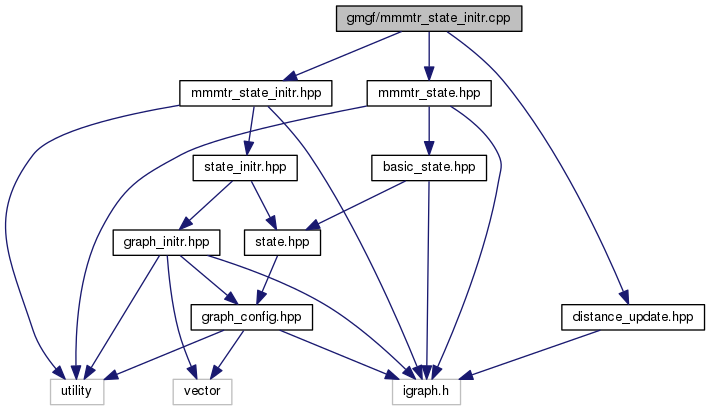 gmgf/mmmtr_state_initr.cpp
mmmtr_state_initr.hpp
mmmtr_state.hpp
state_initr.hpp
basic_state.hpp
graph_initr.hpp
state.hpp
graph_config.hpp
distance_update.hpp
utility
vector
igraph.h